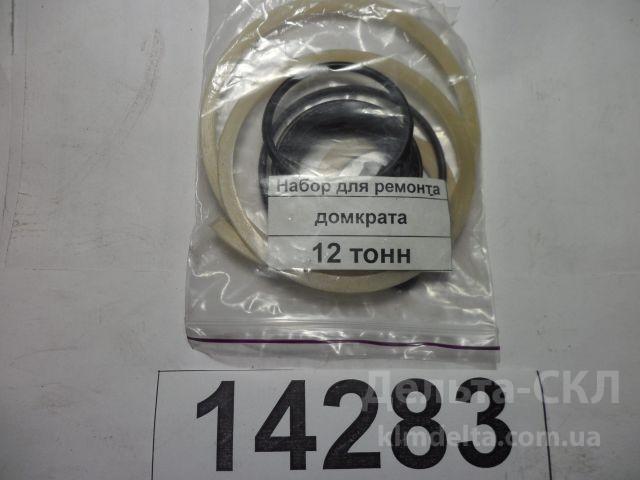 Набор для ремонта
домкрата
12 тонн
14283
Дельта-СКЛ
klmdelta.com.ua